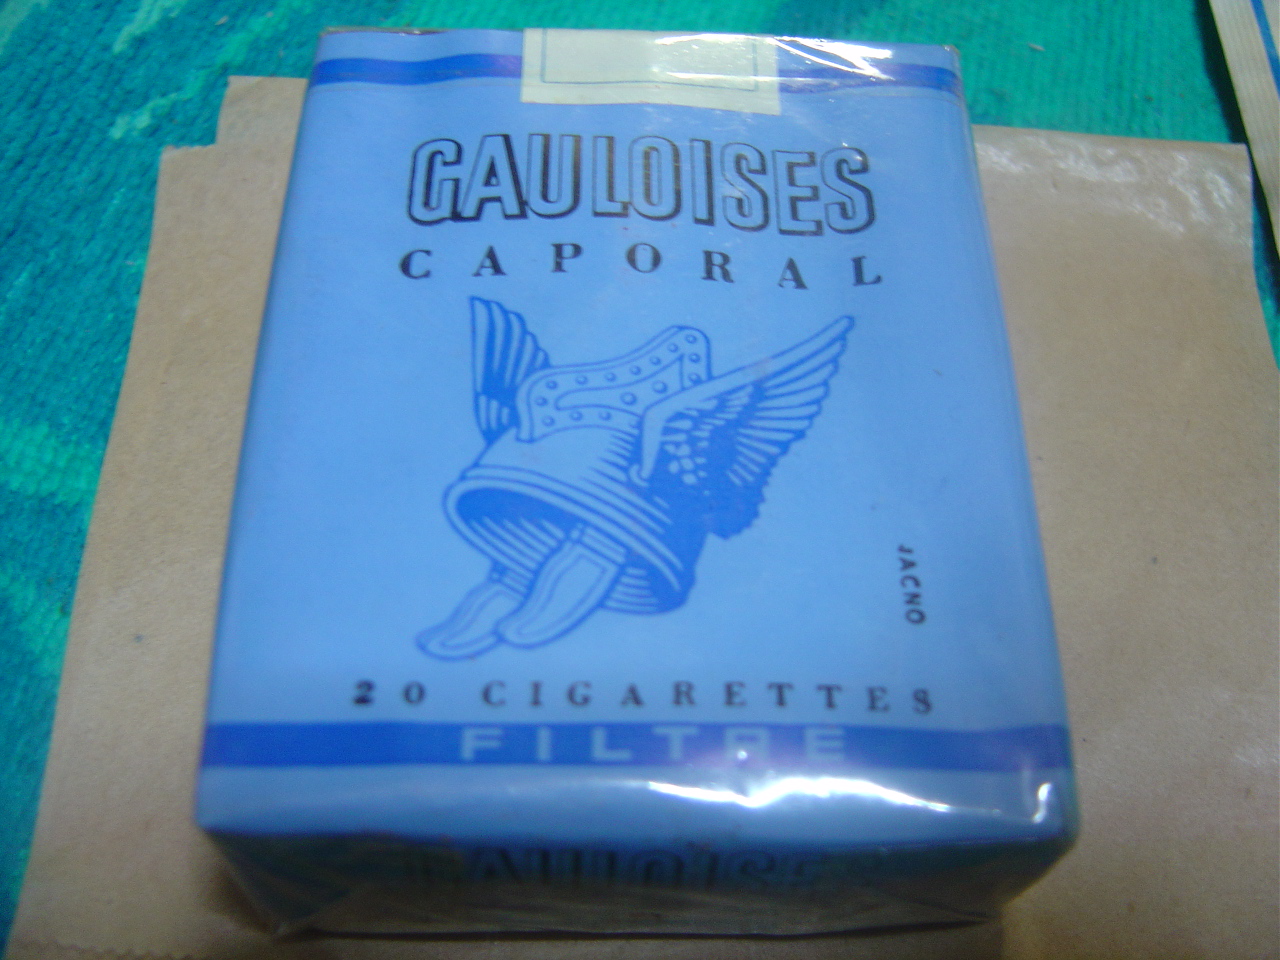 GAULOISES
CAPORAL
JACNO
20 CIGARETTES
FILTRE
GAULOISES